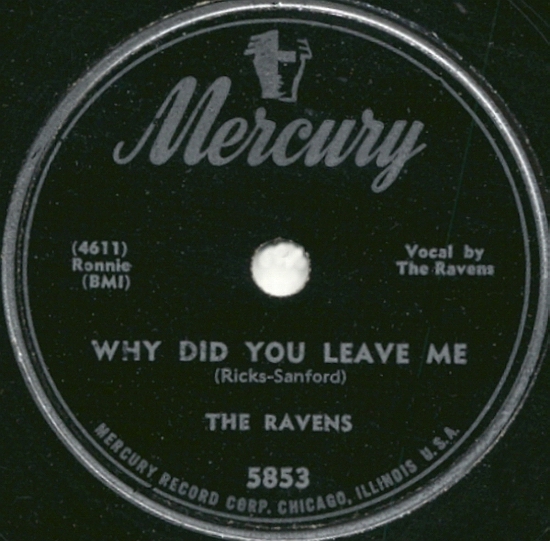 Mercury
(4611)
Ronnie
(BMI)
Vocal by
The Ravens
WHY DID YOU LEAVE ME
(Ricks-Sanford)
THE RAVENS
5853
MERCURY RECORD CORP. CHICAGO, ILLINOIS U.S.A.